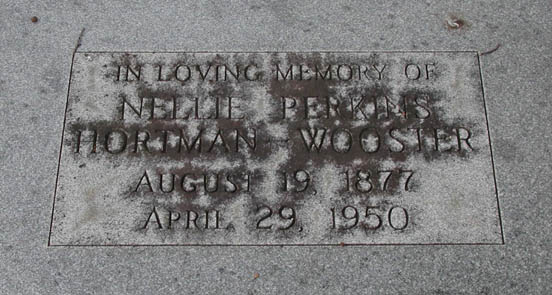 IN LOVING MEMORY OF
NELLIE PERKINS
HORTMAN - WOOSTER
AUGUST 19, 1877
APRIL 29, 1950